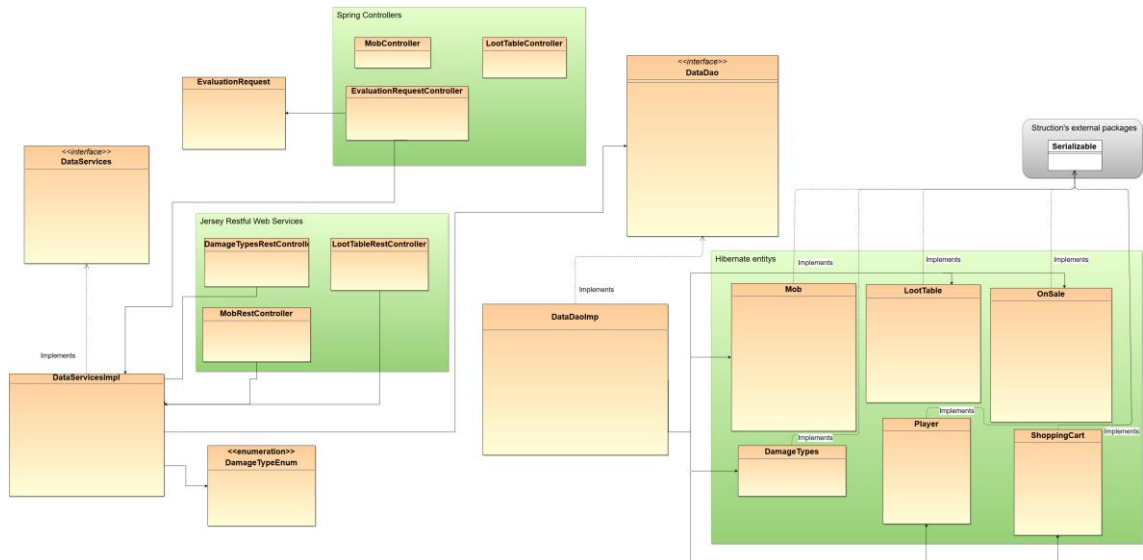 Spring Controllers
MobController
LootTableController
EvaluationRequestController
EvaluationRequest
<<interface>>
DataServices
<<interface>>
DataDao
Struction's external packages
Serializable
Jersey Restful Web Services
DamageTypesRestControlle
LootTableRestController
MobRestController
Implements
DataServicesImpl
<<enumeration>>
DamageTypeEnum
Implements
DataDaoImp
Hibernate entitys
Implements
Implements
Implements
Mob
LootTable
OnSale
Implements
Player
Implements
DamageTypes
ShoppingCart
Implements